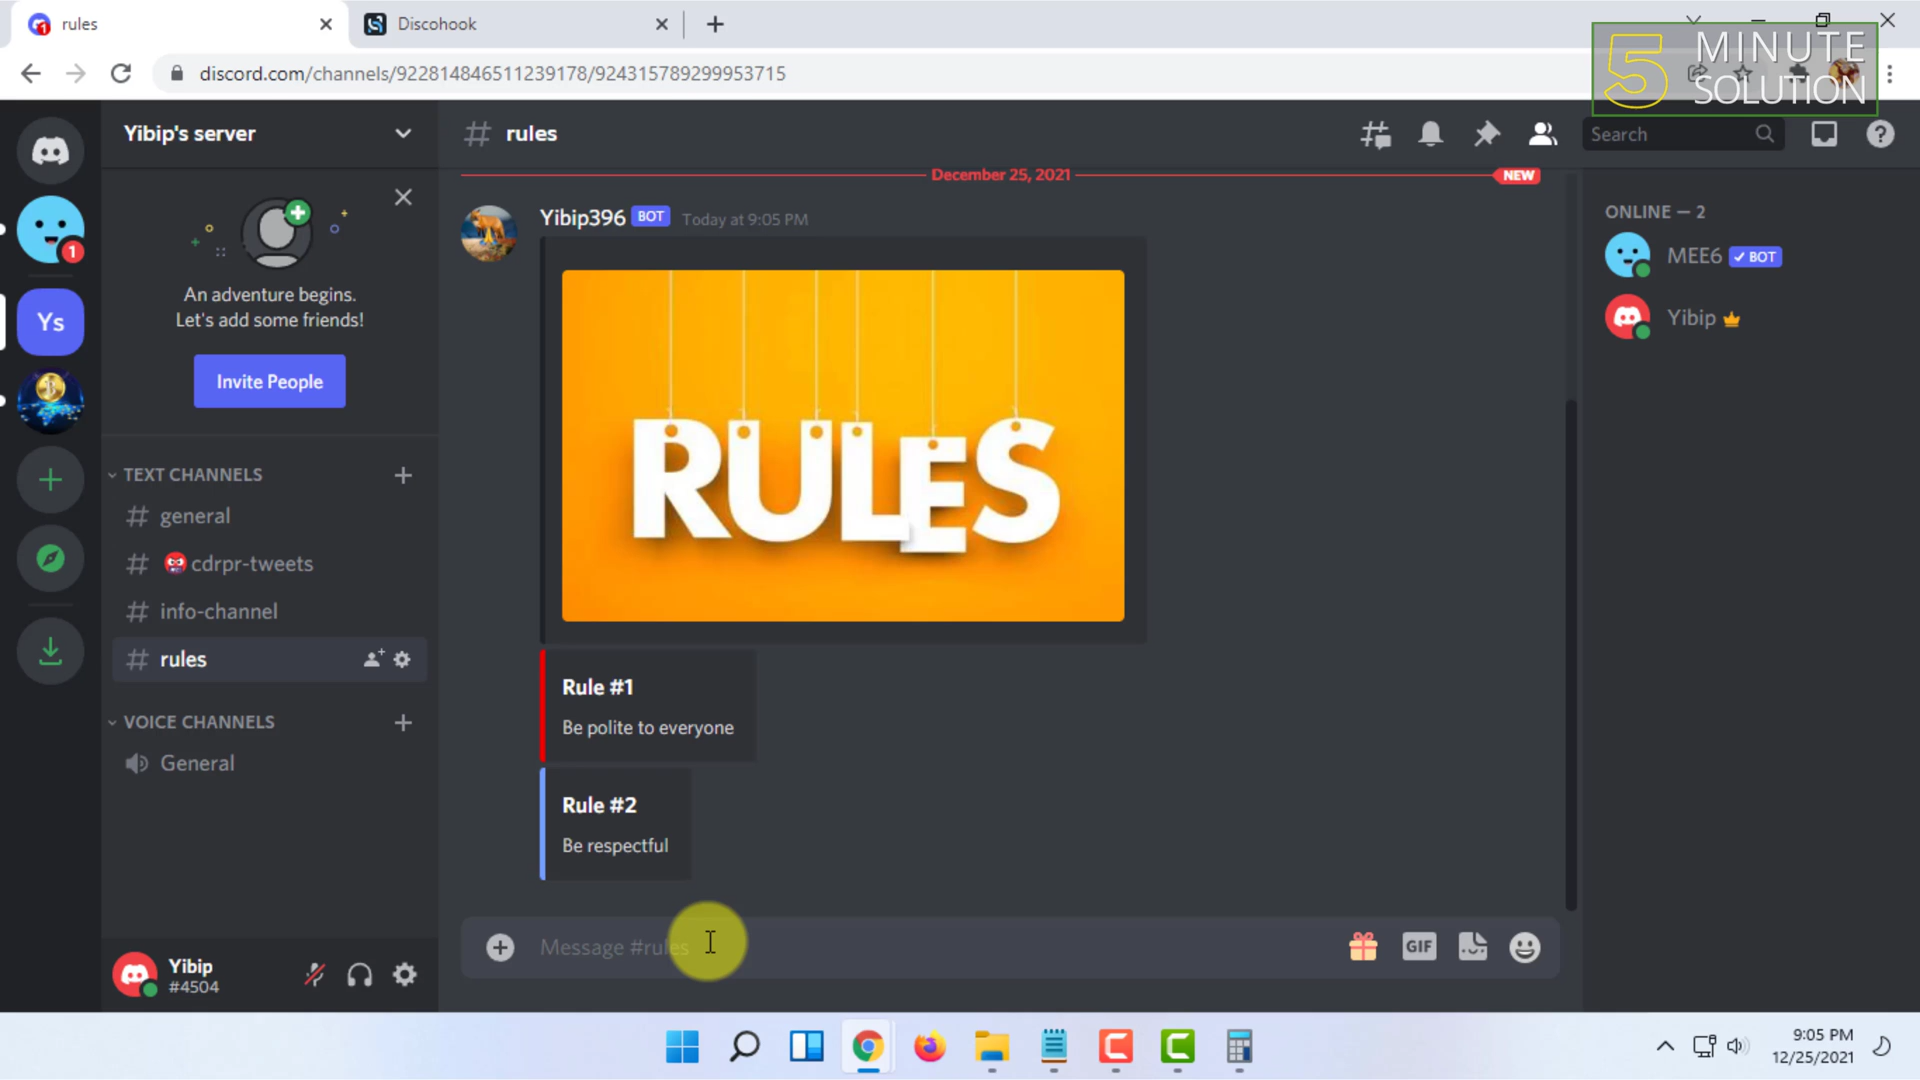 rules
Discohook
discord.com/channels/922814846511239178/924315789299953715
5 MINUTE
SOLUTION
Yibip's server
rules
Search
December 25, 2021
NEW
Yibip396 BOT Today at 9:05 PM
ONLINE — 2
MEE6 BOT
Yibip
1
An adventure begins.
Let's add some friends!
Ys
Invite People
RULES
TEXT CHANNELS
general
cdrpr-tweets
info-channel
rules
VOICE CHANNELS
General
Rule #1
Be polite to everyone
Rule #2
Be respectful
Message #rules
GIF
Yibip
#4504
9:05 PM
12/25/2021